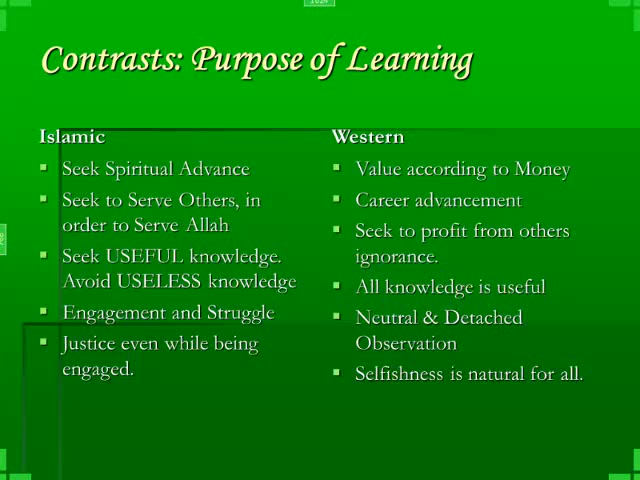 1024
Contrasts: Purpose of Learning
Islamic
Seek Spiritual Advance
Seek to Serve Others, in
order to Serve Allah
Seek USEFUL knowledge.
Avoid USELESS knowledge
Engagement and Struggle
Justice even while being
engaged.
Western
Value according to Money
Career advancement
Seek to profit from others
ignorance.
All knowledge is useful
Neutral & Detached
Observation
Selfishness is natural for all.
768